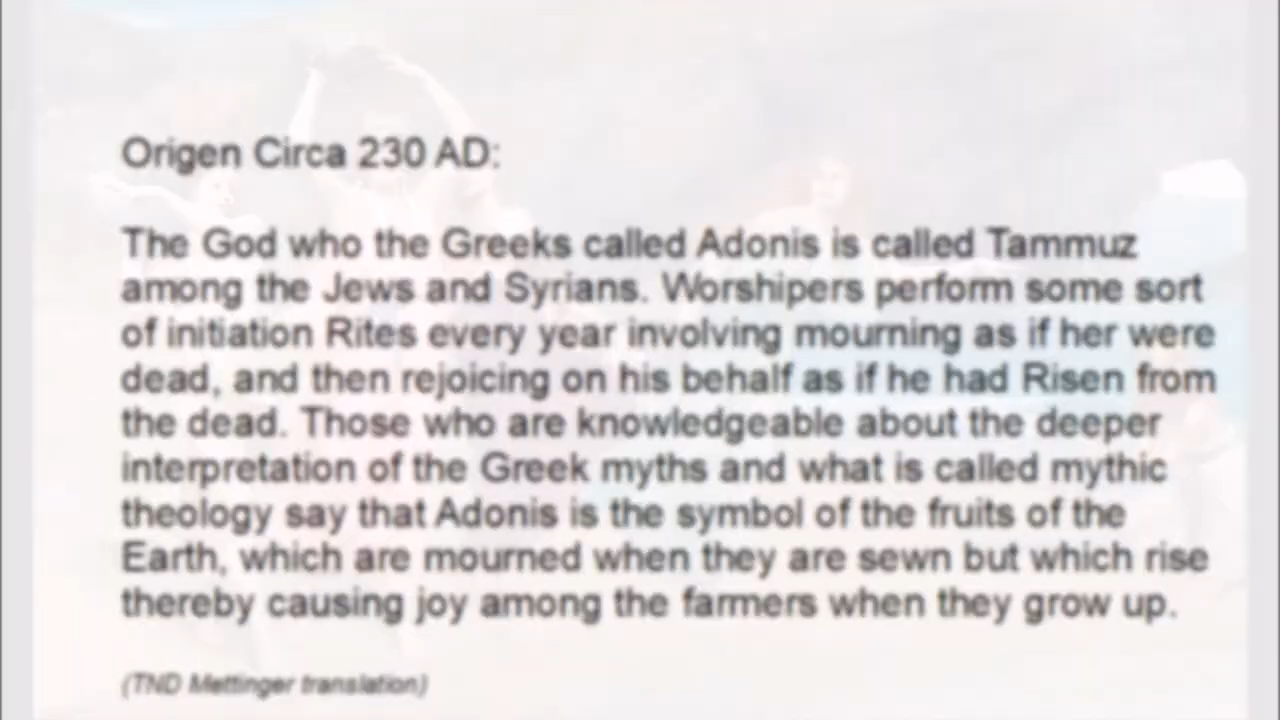 Origen Circa 230 AD:
The God who the Greeks called Adonis is called Tammuz
among the Jews and Syrians. Worshipers perform some sort
of initiation Rites every year involving mourning as if her were
dead, and then rejoicing on his behalf as if he had Risen from
the dead. Those who are knowledgeable about the deeper
interpretation of the Greek myths and what is called mythic
theology say that Adonis is the symbol of the fruits of the
Earth, which are mourned when they are sewn but which rise
thereby causing joy among the farmers when they grow up.
(TND Mettinger translation)